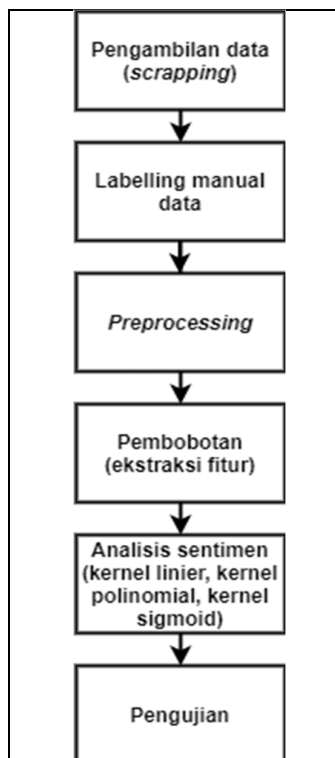 Pengambilan data
(scrapping)
Labelling manual
data
Preprocessing
Pembobotan
(ekstraksi fitur)
Analisis sentimen
(kernel linier, kernel
polinomial, kernel
sigmoid)
Pengujian